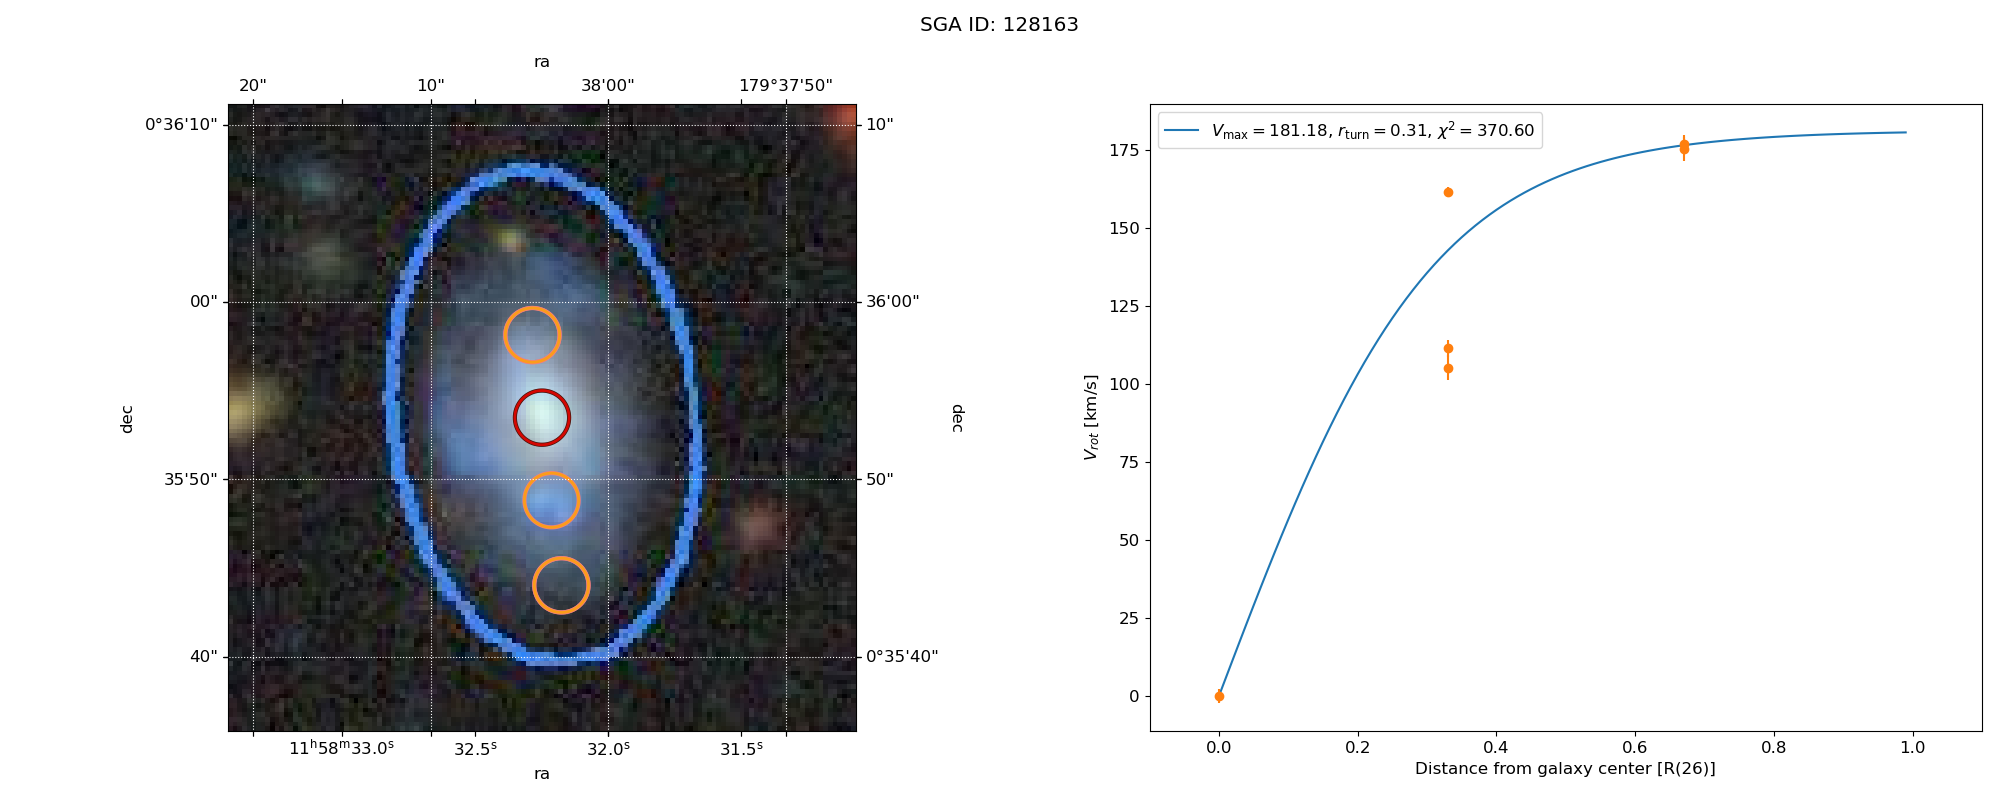 SGA ID: 128163
ra
20" 10" 38'00" 179°37'50"
0°36'10" 10"
00" 36'00"
dec dec
35'50" 50"
40" 0°35'40"
11h58m33.0s 32.5s 32.0s 31.5s
ra
Vmax = 181.18, rturn = 0.31, χ2 = 370.60
175
150
125
100
75
50
25
0
Vrot [km/s]
0.0 0.2 0.4 0.6 0.8 1.0
Distance from galaxy center [R(26)]